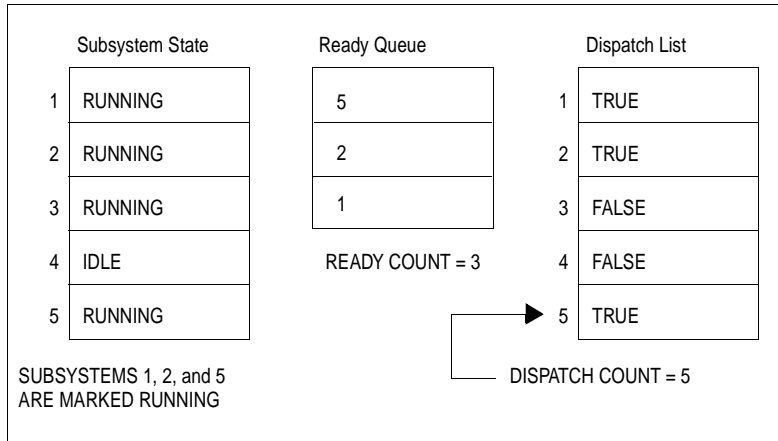 Subsystem State Ready Queue Dispatch List
1 RUNNING 5 1 TRUE
2 RUNNING 2 2 TRUE
3 RUNNING 1 3 FALSE
4 IDLE READY COUNT = 3 4 FALSE
5 RUNNING 5 TRUE
SUBSYSTEMS 1, 2, and 5 DISPATCH COUNT = 5
ARE MARKED RUNNING